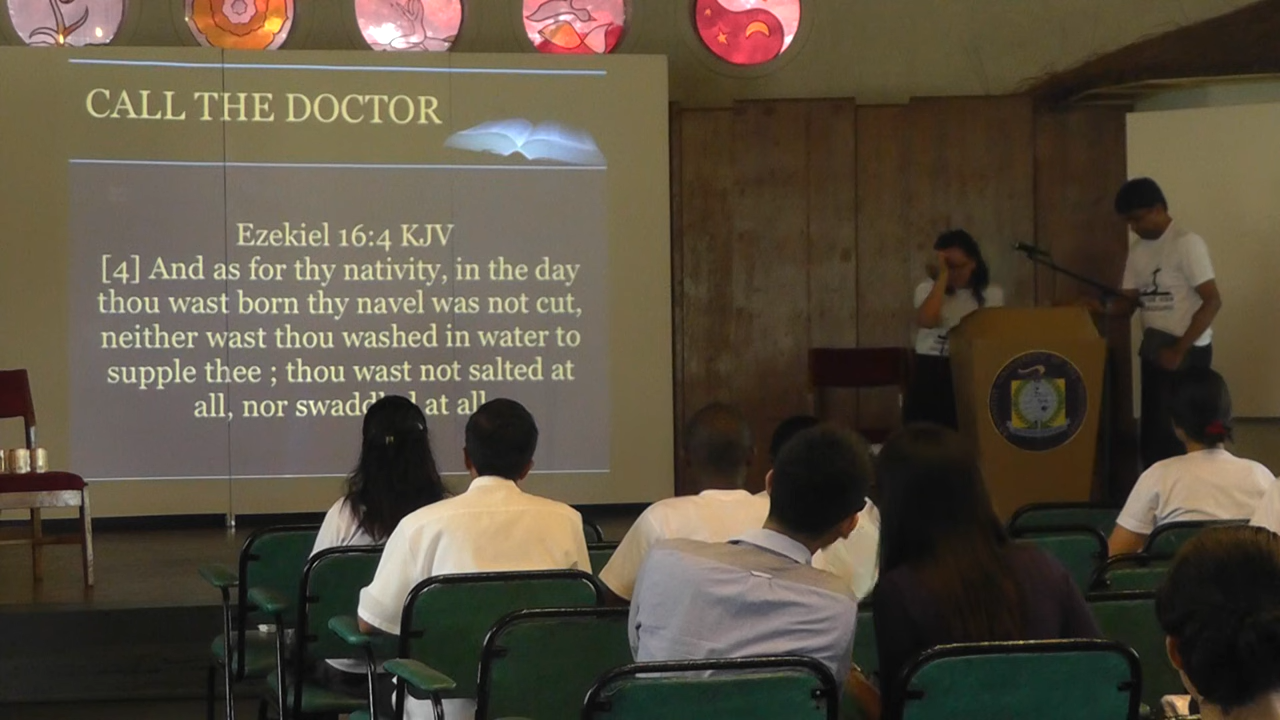 CALL THE DOCTOR
Ezekiel 16:4 KJV
[4] And as for thy nativity, in the day
thou wast born thy navel was not cut,
neither wast thou washed in water to
supple thee ; thou wast not salted at
all, nor swaddled at all.